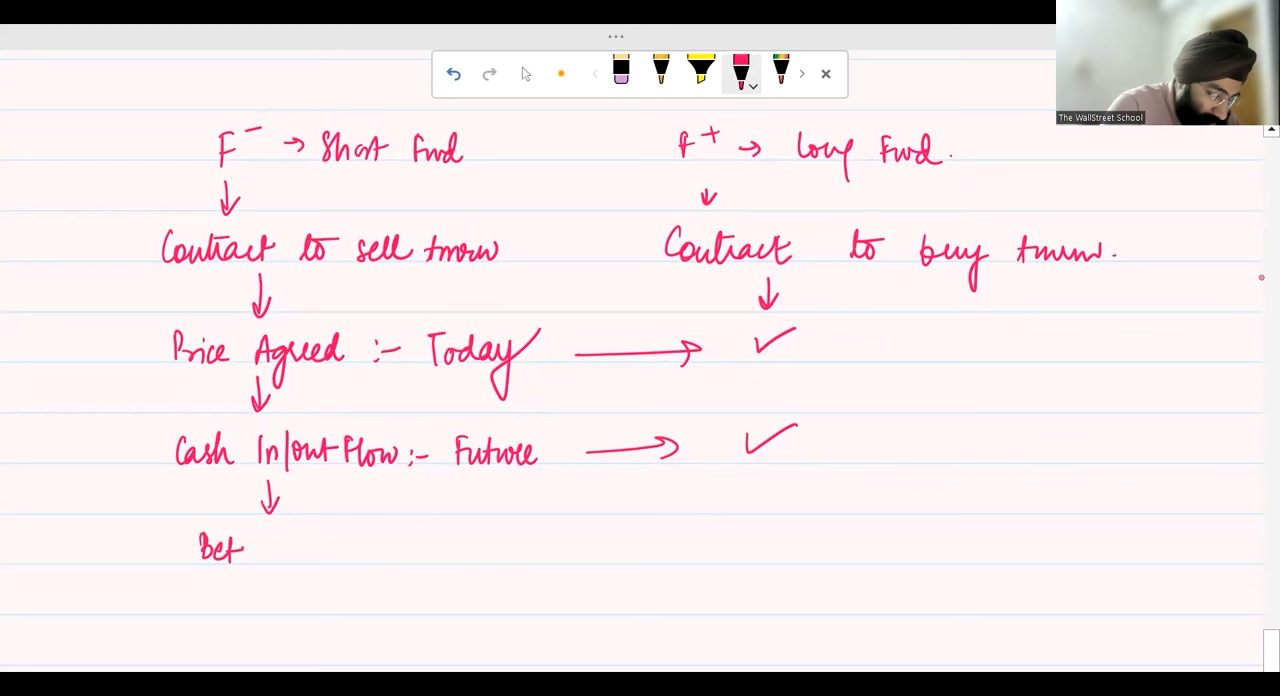 The WallStreet School
F⁻ → Short Fwd
F⁺ → Long Fwd.
Contract to sell tmrw
Contract to buy tmrw.
Price Agreed :- Today → ✓
Cash In/out Flow :- Future → ✓
Bet